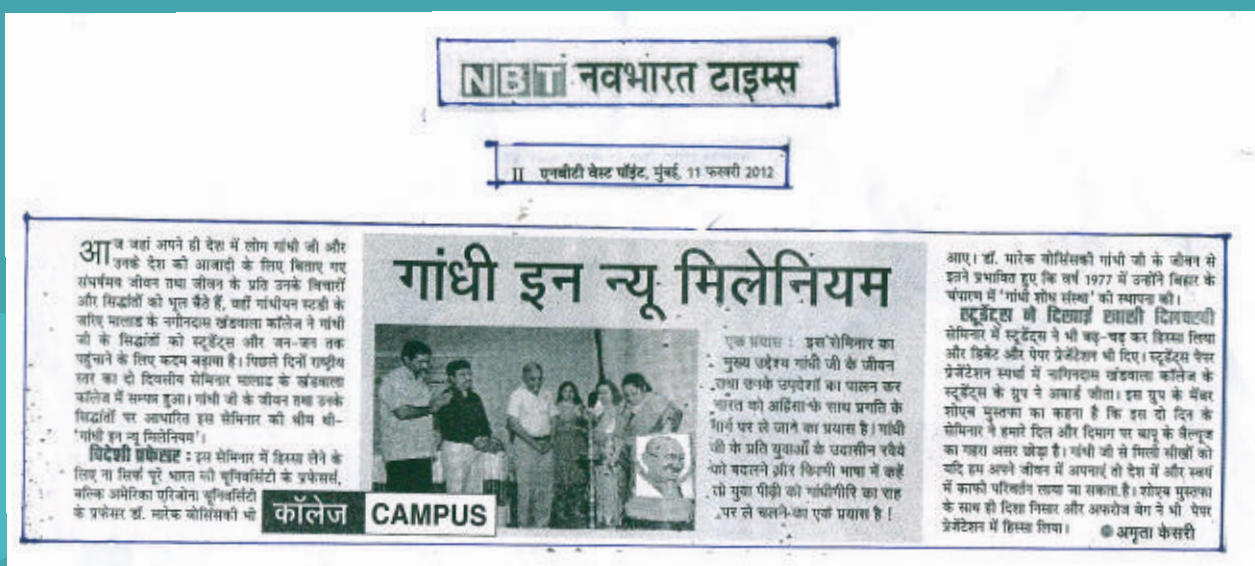 NBT नवभारत टाइम्स
II एनबीटी वेस्ट पॉइंट, मुंबई, 11 फरवरी 2012
गांधी इन न्यू मिलेनियम
आज जहां अपने ही देश में लोग गांधी जी और
उनके देश की आजादी के लिए बिताए गए
संघर्षमय जीवन तथा जीवन के प्रति उनके विचारों
और सिद्धांतों को भूल बैठे हैं, वहीं गांधीयन स्टडी के
जरिए मालाड के नगीनदास खंडवाला कॉलेज ने गांधी
जी के सिद्धांतों को स्टूडेंट्स और जन-जन तक
पहुंचाने के लिए कदम बढ़ाया है। पिछले दिनों राष्ट्रीय
स्तर का दो दिवसीय सेमिनार मालाड के खंडवाला
कॉलेज में सम्पन्न हुआ। गांधी जी के जीवन तथा उनके
सिद्धांतों पर आधारित इस सेमिनार की थीम थी-
'गांधी इन न्यू मिलेनियम'।
विदेशी प्रफेसर : इस सेमिनार में हिस्सा लेने के
लिए ना सिर्फ पूरे भारत की यूनिवर्सिटी के प्रफेसर्स,
बल्कि अमेरिका एरिजोना यूनिवर्सिटी
के प्रफेसर डॉ. मारेक वोसिंसकी भी
कॉलेज CAMPUS
एक प्रयास : इस सेमिनार का
मुख्य उद्देश्य गांधी जी के जीवन
तथा उनके उपदेशों का पालन कर
भारत को अहिंसा के साथ प्रगति के
मार्ग पर ले जाने का प्रयास है। गांधी
जी के प्रति युवाओं के उदासीन रवैये
को बदलने और फिल्मी भाषा में कहें
तो युवा पीढ़ी को गांधीगीरि का राह
पर ले चलने का एक प्रयास है!
आए। डॉ. मारेक वोसिंसकी गांधी जी के जीवन से
इतने प्रभावित हुए कि वर्ष 1977 में उन्होंने बिहार के
चंपारण में 'गांधी शोध संस्था' की स्थापना की।
स्टूडेंट्स ने दिखाई खासी दिलचस्पी
सेमिनार में स्टूडेंट्स ने भी बढ़-चढ़ कर हिस्सा लिया
और डिबेट और पेपर प्रेजेंटेशन भी दिए। स्टूडेंट्स पेपर
प्रेजेंटेशन स्पर्धा में नागिनदास खंडवाला कॉलेज के
स्टूडेंट्स के ग्रुप ने अवार्ड जीता। इस ग्रुप के मेंबर
शोएब मुस्तफा का कहना है कि इस दो दिन के
सेमिनार ने हमारे दिल और दिमाग पर बापू के वैल्यूज
का गहरा असर छोड़ा है। गांधी जी से मिली सीखों को
यदि हम अपने जीवन में अपनाएं तो देश में और स्वयं
में काफी परिवर्तन लाया जा सकता है। शोएब मुस्तफा
के साथ ही दिशा निसार और अफरोज बेग ने भी पेपर
प्रेजेंटेशन में हिस्सा लिया।
अमृता केसरी